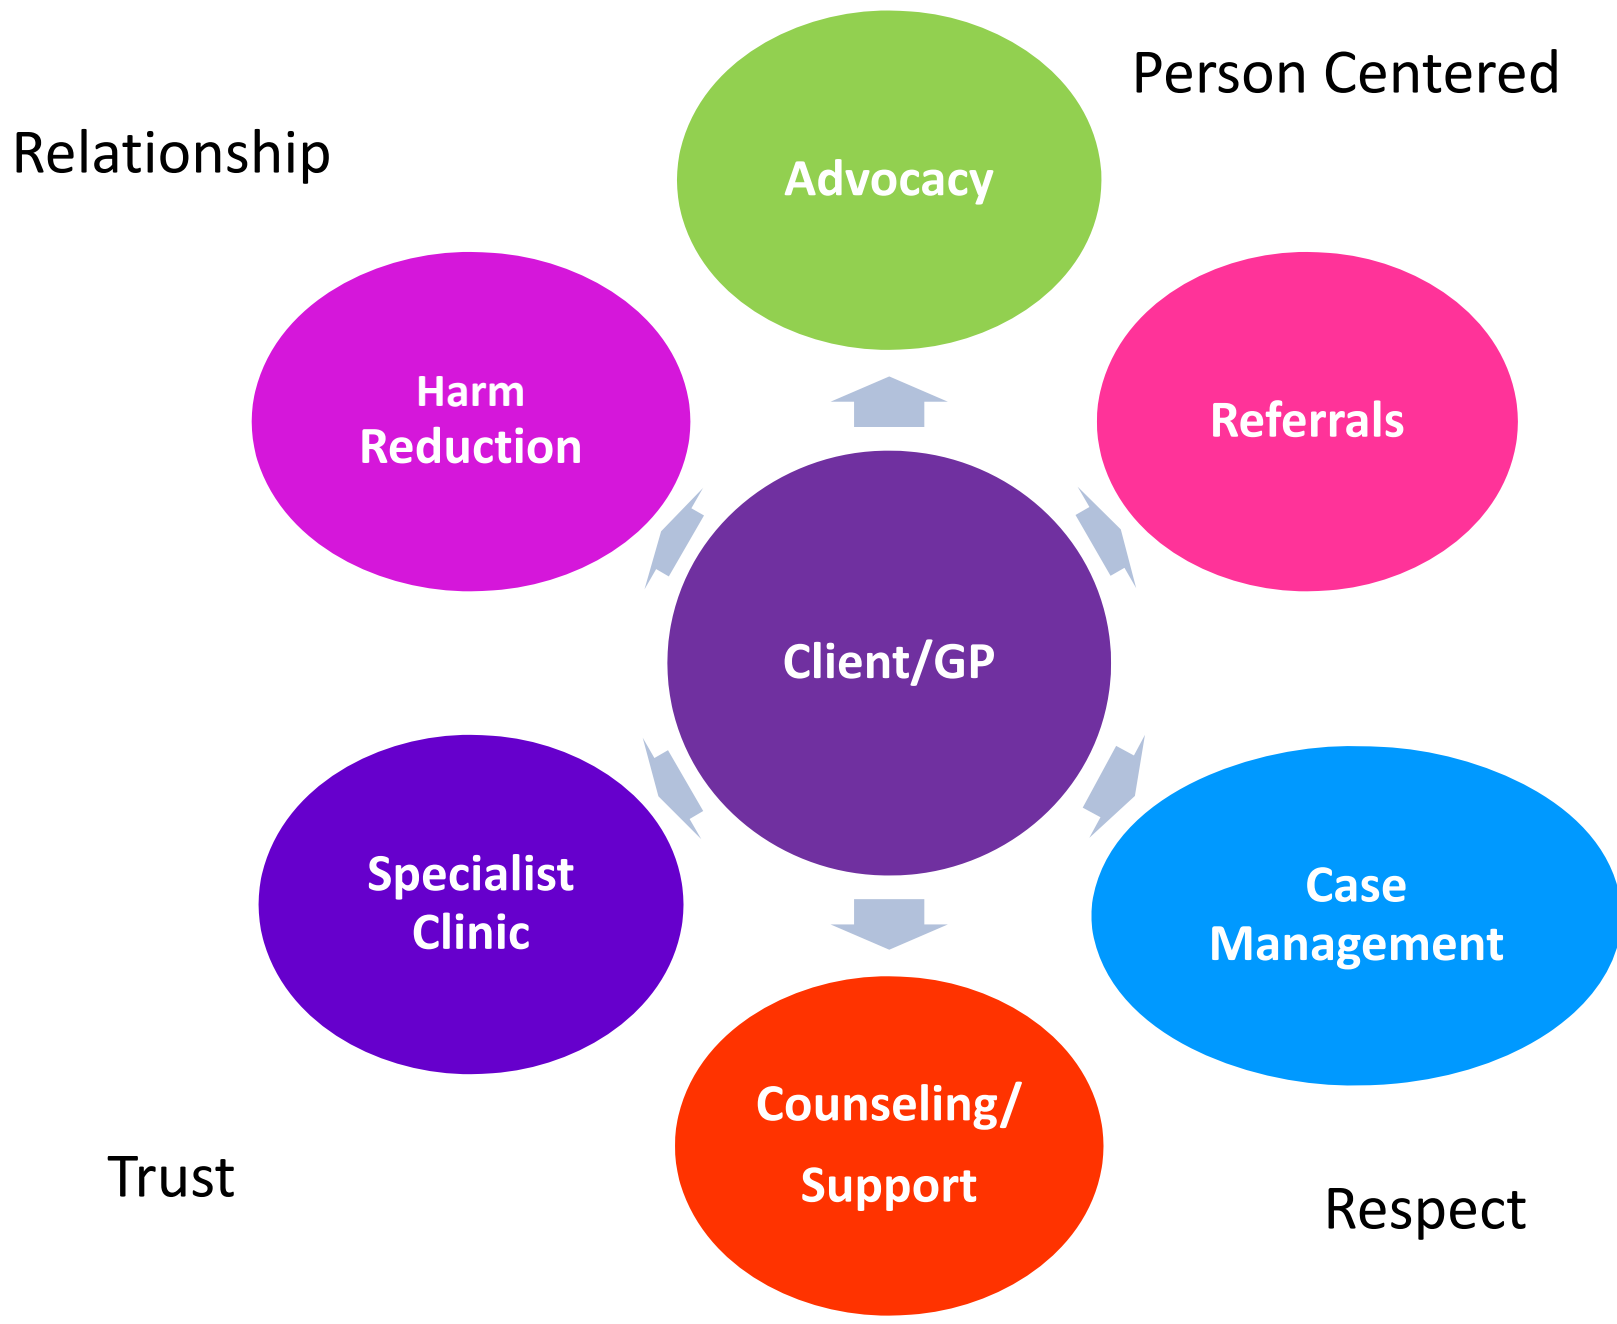 Person Centered
Relationship
Advocacy
Harm
Reduction
Referrals
Client/GP
Specialist
Clinic
Case
Management
Counseling/
Support
Trust
Respect